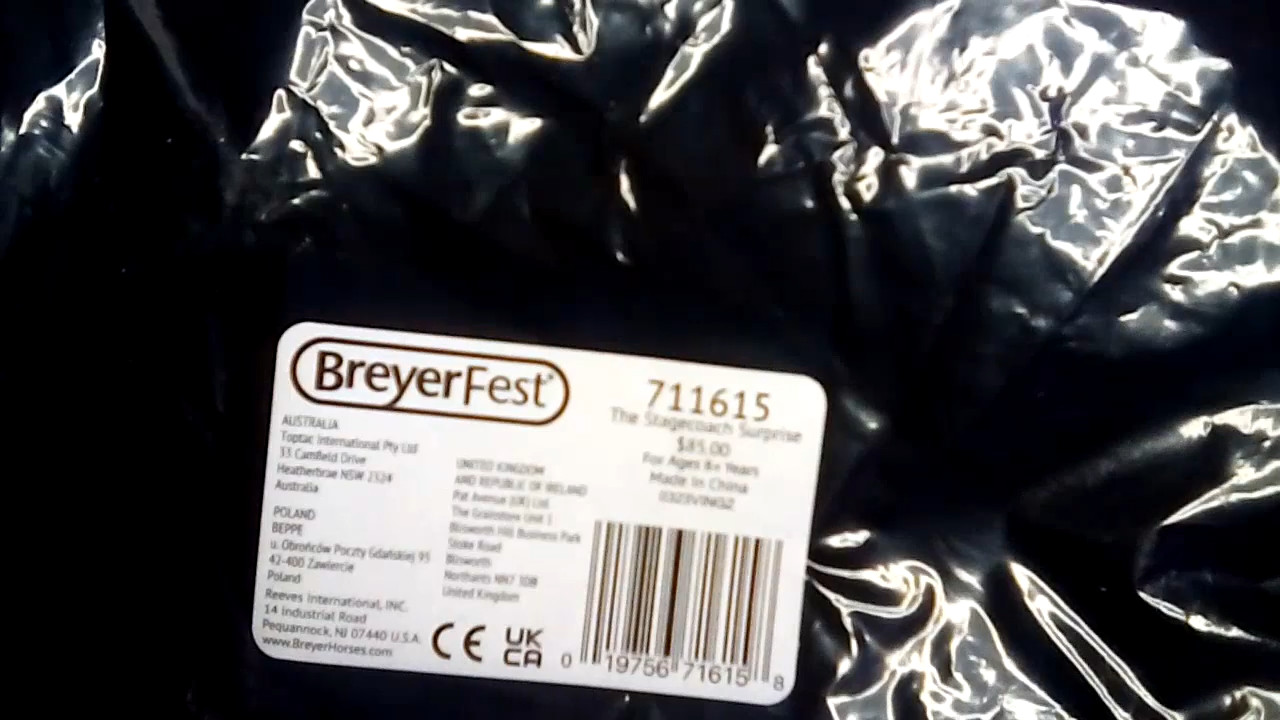 BreyerFest
711615
The Stagecoach Surprise
$85.00
For Ages 8+ Years
Made in China
AUSTRALIA
Toptac International Pty Ltd
33 Camfield Drive
Heatherbrae NSW 2324
Australia
POLAND
BEPPE
u. Obrońców Poczty Gdańskiej 95
42-400 Zawiercie
Poland
Reeves International, INC.
14 Industrial Road
Pequannock, NJ 07440 U.S.A.
www.BreyerHorses.com
UNITED KINGDOM
AND REPUBLIC OF IRELAND
Pat Avenue (UK) Ltd.
The Grainstore Unit 1
Blisworth Hill Business Park
Stoke Road
Blisworth
Northants NN7 3DB
United Kingdom
CE
UK
CA
0 19756 71615 8